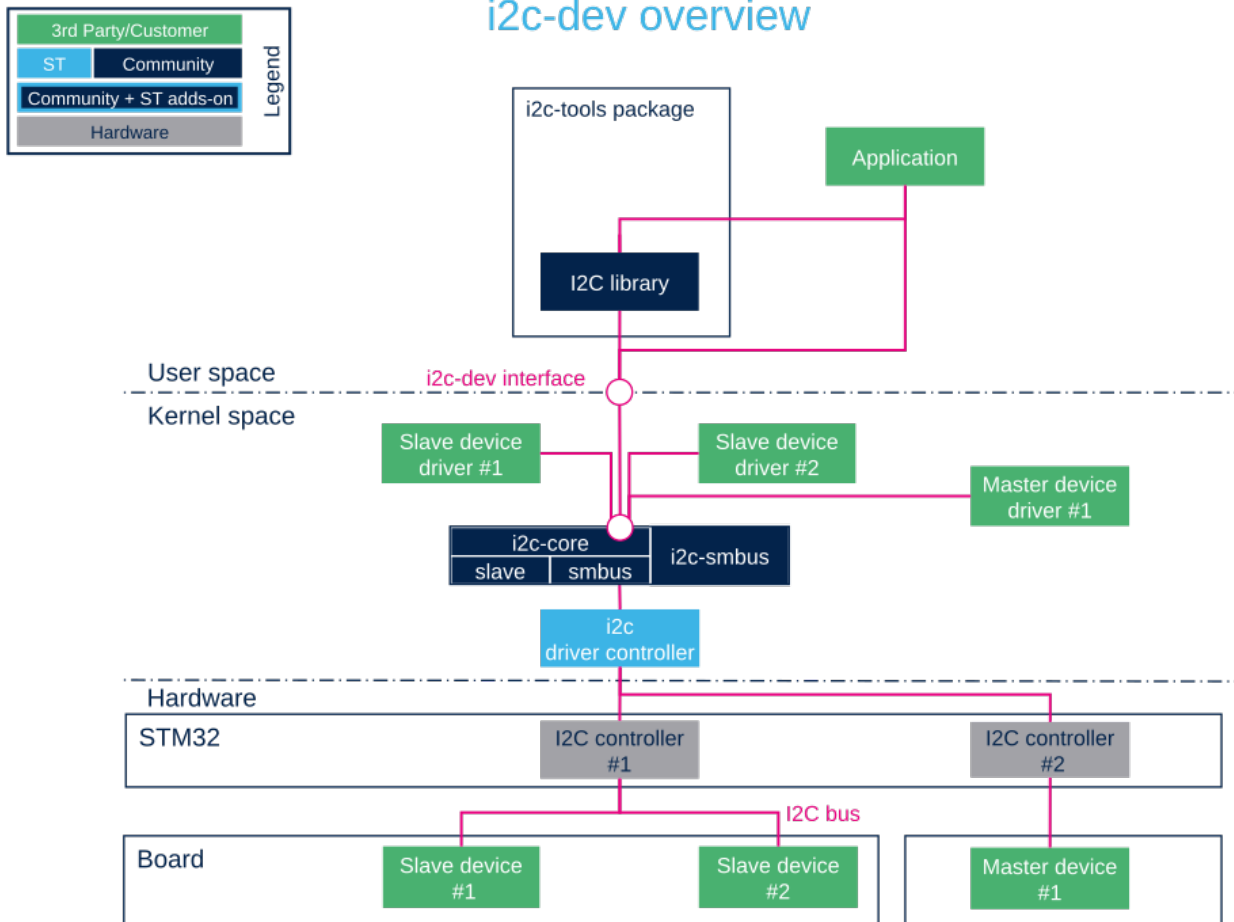 i2c-dev overview
3rd Party/Customer
ST
Community
Community + ST adds-on
Hardware
Legend
i2c-tools package
Application
I2C library
User space
i2c-dev interface
Kernel space
Slave device
driver #1
Slave device
driver #2
Master device
driver #1
i2c-core
slave
smbus
i2c-smbus
i2c
driver controller
Hardware
STM32
I2C controller
#1
I2C controller
#2
I2C bus
Board
Slave device
#1
Slave device
#2
Master device
#1